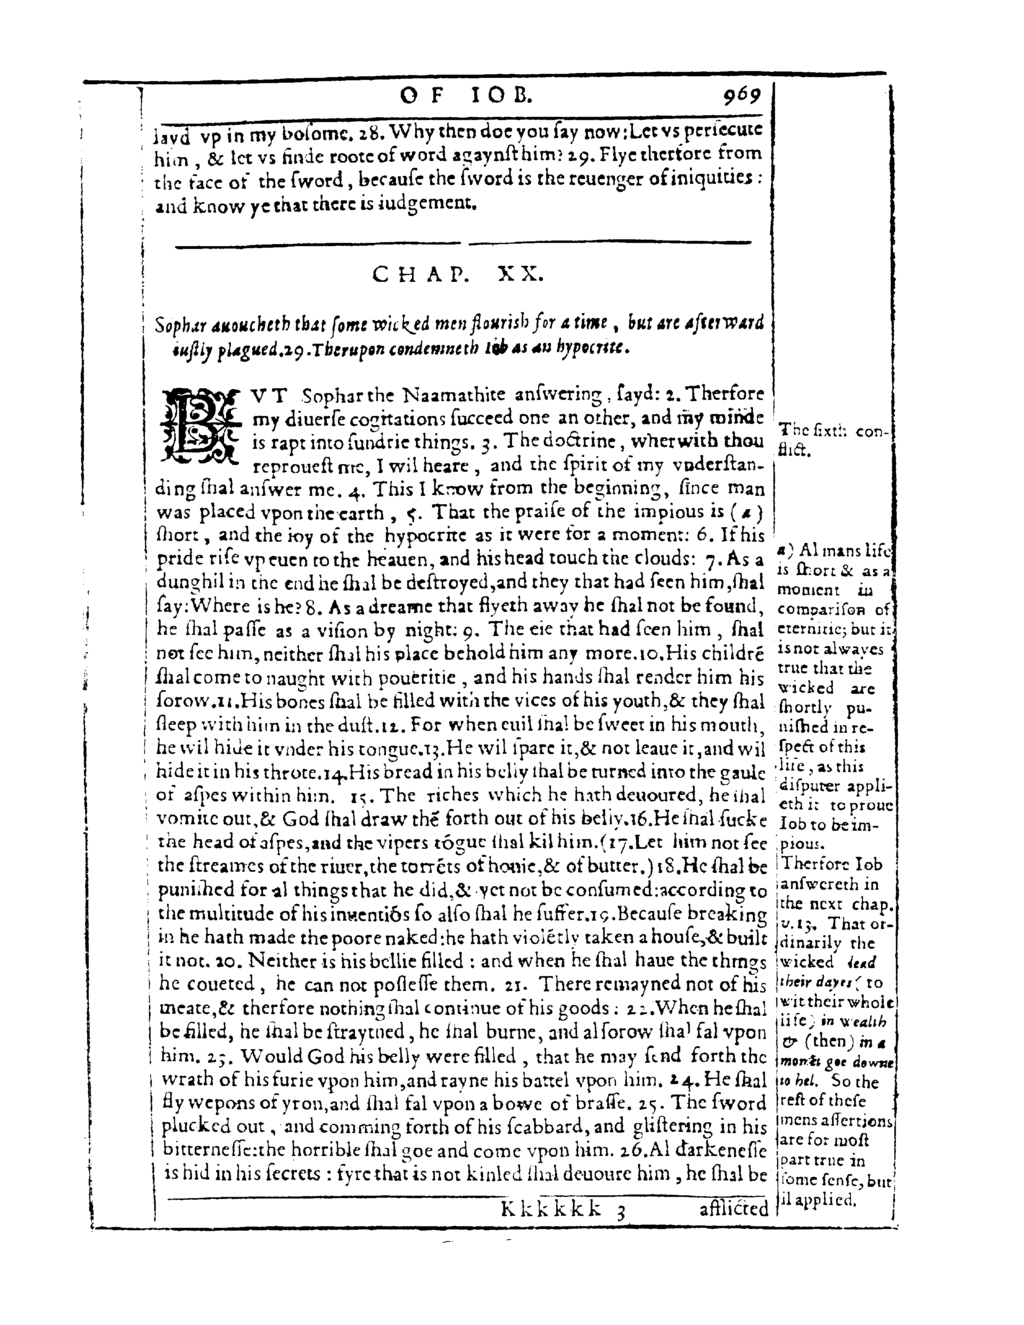 OF IOB. 969
layd vp in my bosome. 28. Why then doe you say now: Let vs persecute
him, & let vs finde roote of word agaynst him? 29. Flye therfore from
the face of the sword, because the sword is the reuenger of iniquities:
and know ye that there is iudgement.
CHAP. XX.
Sophar auoucheth that some wicked men flourish for a time, but are afterward
iustly plagued. 29. Therupon condemneth Iob as an hypocrite.
BVT Sophar the Naamathite answering, sayd: 2. Therfore
my diuerse cogitations succeed one an other, and my minde
is rapt into sundrie things. 3. The doctrine, wherwith thou
reprouest me, I wil heare, and the spirit of my vnderstan-
ding shal answer me. 4. This I know from the beginning, since man
was placed vpon the earth, 5. That the praise of the impious is (a)
short, and the ioy of the hypocrite as it were for a moment: 6. If his
pride rise vp euen to the heauen, and his head touch the clouds: 7. As a
dunghil in the end he shal be destroyed, and they that had seen him, shal
say: Where is he? 8. As a dreame that flyeth away he shal not be found,
he shal passe as a vision by night: 9. The eie that had seen him, shal
not see him, neither shal his place behold him any more. 10. His childrē
shal come to naught with pouertie, and his hands shal render him his
sorow. 11. His bones shal be filled with the vices of his youth, & they shal
sleep with him in the dust. 12. For when euil shal be sweet in his mouth,
he wil hide it vnder his tongue. 13. He wil spare it, & not leaue it, and wil
hide it in his throte. 14. His bread in his belly shal be turned into the gaule
of aspes within him. 15. The riches which he hath deuoured, he shal
vomite out, & God shal draw thē forth out of his belly. 16. He shal sucke
the head of aspes, and the vipers tōgue shal kil him. (17. Let him not see
the streames of the riuer, the torrēts of honie, & of butter.) 18. He shal be
punished for al things that he did, & yet not be consumed: according to
the multitude of his inuentiōs so also shal he suffer. 19. Because breaking
in he hath made the poore naked: he hath violētly taken a house, & built
it not. 20. Neither is his bellie filled: and when he shal haue the things
he coueted, he can not possesse them. 21. There remayned not of his
meate, & therfore nothing shal continue of his goods: 22. When he shal
be filled, he shal be straytned, he shal burne, and al sorow shal fal vpon
him. 23. Would God his belly were filled, that he may send forth the
wrath of his furie vpon him, and rayne his battel vpon him. 24. He shal
fly wepons of yron, and shal fal vpon a bowe of brasse. 25. The sword
plucked out, and comming forth of his scabbard, and glistering in his
bitternesse: the horrible shal goe and come vpon him. 26. Al darkenesse
is hid in his secrets: fyre that is not kinled shal deuoure him, he shal be
Kkkkkk 3 afflicted
The sixth con-
flict.
a) Al mans life
is short & as a
moment in
comparison of
eternitie; but it
is not alwayes
true that the
wicked are
shortly pu-
nished in re-
spect of this
life, as this
disputer appli-
eth it to proue
Iob to be im-
pious.
Therfore Iob
answereth in
the next chap.
v. 13. That or-
dinarily the
wicked lead
their dayes (to
wit their whole
life) in wealth
& (then) in a
moment goe downe
to hel. So the
rest of these
mens assertions
are for most
part true in
some sense, but
il applied.